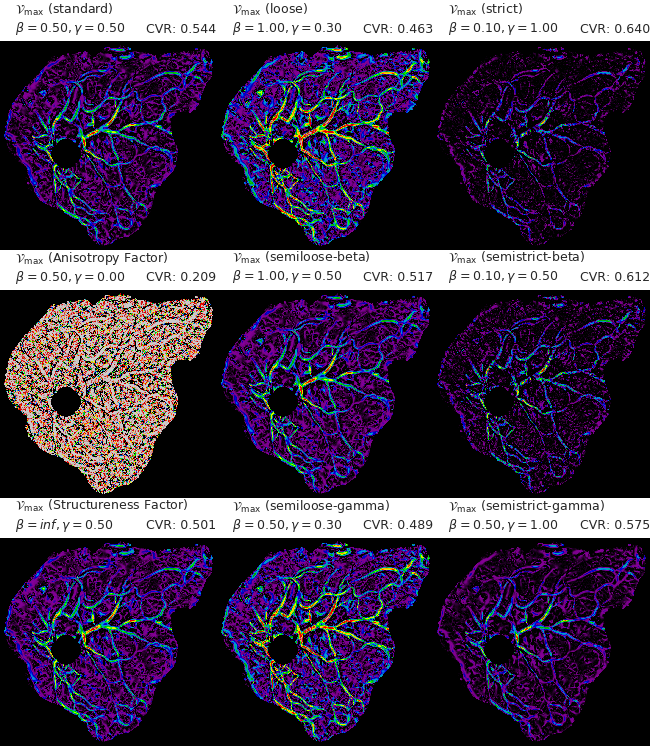 𝒱max (standard) 𝒱max (loose) 𝒱max (strict)
β = 0.50, γ = 0.50 CVR: 0.544 β = 1.00, γ = 0.30 CVR: 0.463 β = 0.10, γ = 1.00 CVR: 0.640
𝒱max (Anisotropy Factor) 𝒱max (semiloose-beta) 𝒱max (semistrict-beta)
β = 0.50, γ = 0.00 CVR: 0.209 β = 1.00, γ = 0.50 CVR: 0.517 β = 0.10, γ = 0.50 CVR: 0.612
𝒱max (Structureness Factor) 𝒱max (semiloose-gamma) 𝒱max (semistrict-gamma)
β = inf, γ = 0.50 CVR: 0.501 β = 0.50, γ = 0.30 CVR: 0.489 β = 0.50, γ = 1.00 CVR: 0.575